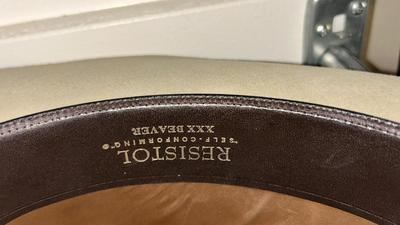 RESISTOL
"SELF-CONFORMING"®
XXX BEAVER